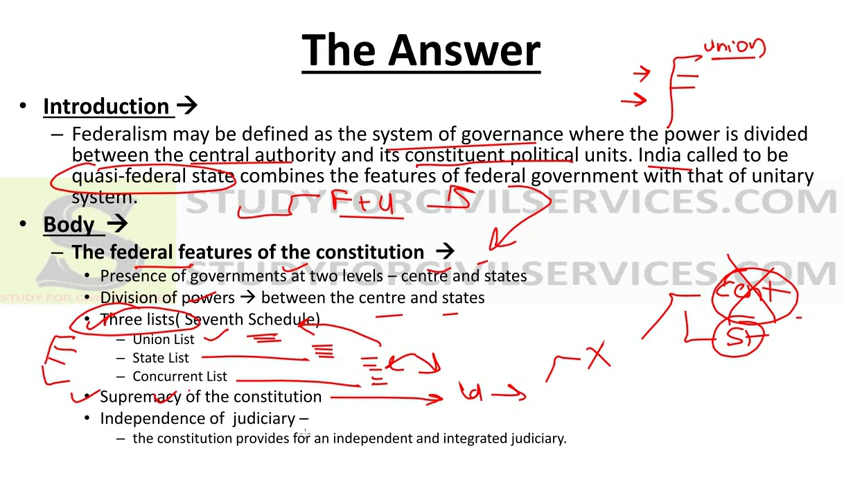 The Answer
union
• Introduction →
– Federalism may be defined as the system of governance where the power is divided
between the central authority and its constituent political units. India called to be
quasi-federal state combines the features of federal government with that of unitary
system.
F + U
STUDYFORCIVILSERVICES.COM
• Body →
– The federal features of the constitution →
• Presence of governments at two levels – centre and states
STUDYFORCIVILSERVICES.COM
• Division of powers → between the centre and states
cent
• Three lists( Seventh Schedule)
St
– Union List
– State List
– Concurrent List
• Supremacy of the constitution
• Independence of judiciary –
– the constitution provides for an independent and integrated judiciary.